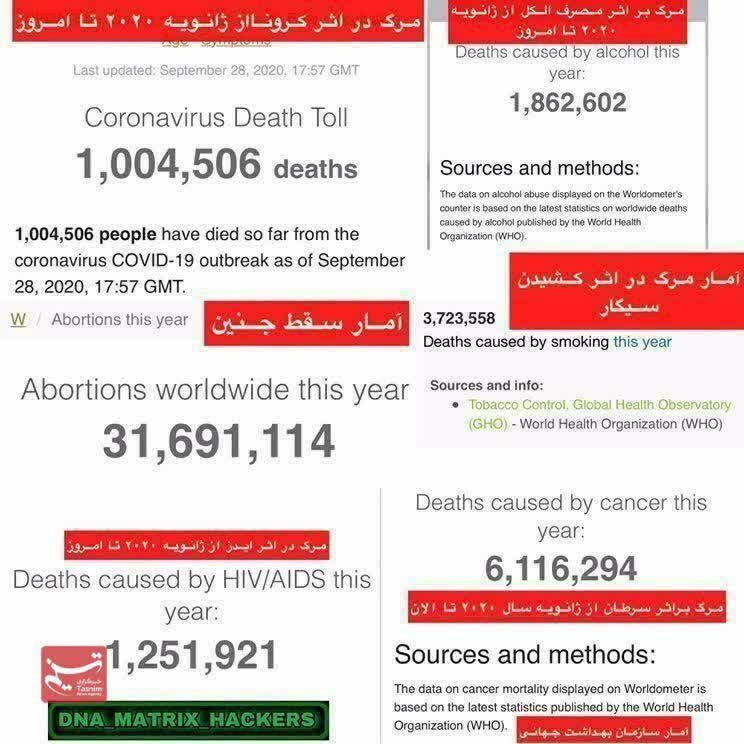 مرگ در اثر کرونااز ژانویه ۲۰۲۰ تا امروز
Age - Symptoms
Last updated: September 28, 2020, 17:57 GMT
Coronavirus Death Toll
1,004,506 deaths
1,004,506 people have died so far from the
coronavirus COVID-19 outbreak as of September
28, 2020, 17:57 GMT.
مرگ بر اثر مصرف الکل از ژانویه
۲۰۲۰ تا امروز
Deaths caused by alcohol this
year:
1,862,602
Sources and methods:
The data on alcohol abuse displayed on the Worldometer's
counter is based on the latest statistics on worldwide deaths
caused by alcohol published by the World Health
Organization (WHO).
W / Abortions this year
آمار سقط جنین
Abortions worldwide this year
31,691,114
آمار مرگ در اثر کشیدن
سیگار
3,723,558
Deaths caused by smoking this year
Sources and info:
• Tobacco Control, Global Health Observatory
(GHO) - World Health Organization (WHO)
مرگ در اثر ایدز از ژانویه ۲۰۲۰ تا امروز
Deaths caused by HIV/AIDS this
year:
1,251,921
تسنیم
خبرگزاری
Tasnim
News Agency
DNA_MATRIX_HACKERS
Deaths caused by cancer this
year:
6,116,294
مرگ براثر سرطان از ژانویه سال ۲۰۲۰ تا الان
Sources and methods:
The data on cancer mortality displayed on Worldometer is
based on the latest statistics published by the World Health
Organization (WHO).
آمار سازمان بهداشت جهانی